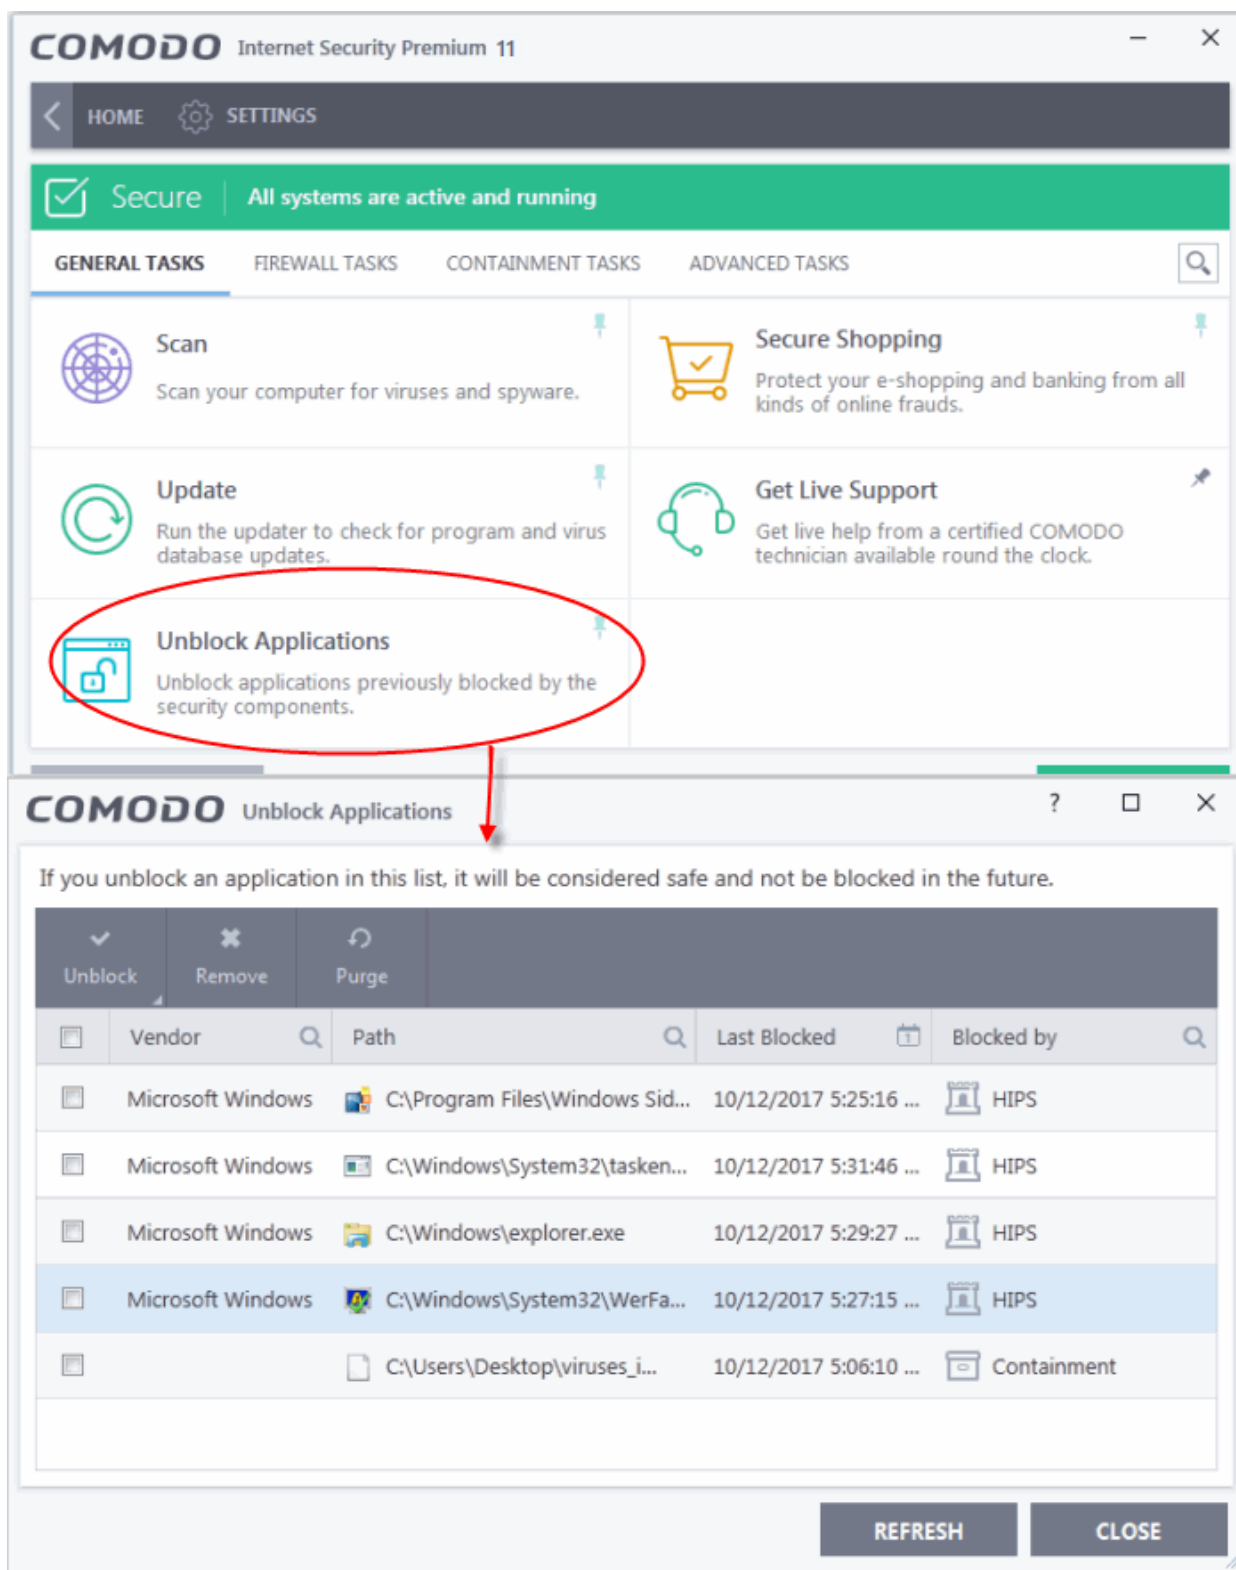 COMODO Internet Security Premium 11
HOME SETTINGS
Secure All systems are active and running
GENERAL TASKS FIREWALL TASKS CONTAINMENT TASKS ADVANCED TASKS
Scan
Scan your computer for viruses and spyware.
Secure Shopping
Protect your e-shopping and banking from all
kinds of online frauds.
Update
Run the updater to check for program and virus
database updates.
Get Live Support
Get live help from a certified COMODO
technician available round the clock.
Unblock Applications
Unblock applications previously blocked by the
security components.
COMODO Unblock Applications ?
If you unblock an application in this list, it will be considered safe and not be blocked in the future.
Unblock Remove Purge
Vendor Path Last Blocked 1 Blocked by
Microsoft Windows C:\Program Files\Windows Sid... 10/12/2017 5:25:16 ... HIPS
Microsoft Windows C:\Windows\System32\tasken... 10/12/2017 5:31:46 ... HIPS
Microsoft Windows C:\Windows\explorer.exe 10/12/2017 5:29:27 ... HIPS
Microsoft Windows C:\Windows\System32\WerFa... 10/12/2017 5:27:15 ... HIPS
C:\Users\Desktop\viruses_i... 10/12/2017 5:06:10 ... Containment
REFRESH CLOSE